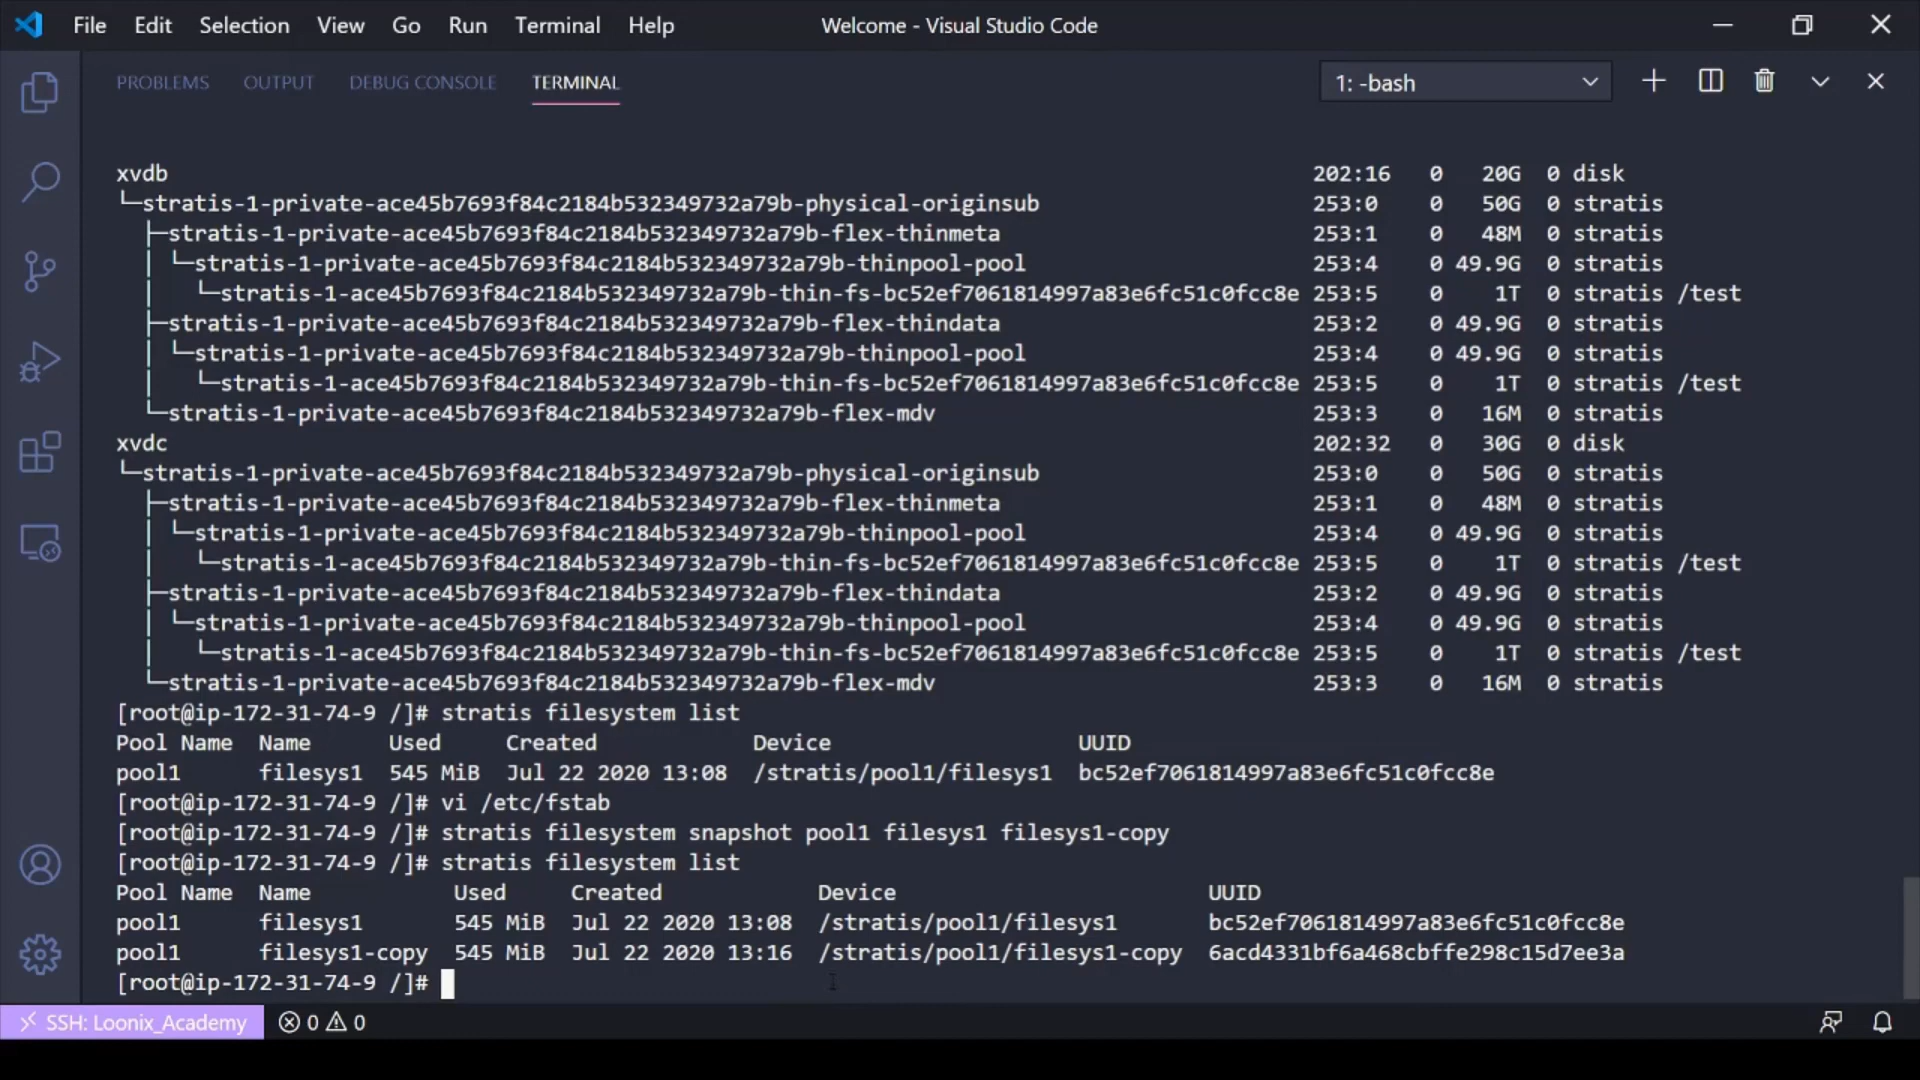 File Edit Selection View Go Run Terminal Help Welcome - Visual Studio Code
PROBLEMS OUTPUT DEBUG CONSOLE TERMINAL 1: -bash
xvdb 202:16 0 20G 0 disk
└─stratis-1-private-ace45b7693f84c2184b532349732a79b-physical-originsub 253:0 0 50G 0 stratis
├─stratis-1-private-ace45b7693f84c2184b532349732a79b-flex-thinmeta 253:1 0 48M 0 stratis
│ └─stratis-1-private-ace45b7693f84c2184b532349732a79b-thinpool-pool 253:4 0 49.9G 0 stratis
│ └─stratis-1-ace45b7693f84c2184b532349732a79b-thin-fs-bc52ef7061814997a83e6fc51c0fcc8e 253:5 0 1T 0 stratis /test
├─stratis-1-private-ace45b7693f84c2184b532349732a79b-flex-thindata 253:2 0 49.9G 0 stratis
│ └─stratis-1-private-ace45b7693f84c2184b532349732a79b-thinpool-pool 253:4 0 49.9G 0 stratis
│ └─stratis-1-ace45b7693f84c2184b532349732a79b-thin-fs-bc52ef7061814997a83e6fc51c0fcc8e 253:5 0 1T 0 stratis /test
└─stratis-1-private-ace45b7693f84c2184b532349732a79b-flex-mdv 253:3 0 16M 0 stratis
xvdc 202:32 0 30G 0 disk
└─stratis-1-private-ace45b7693f84c2184b532349732a79b-physical-originsub 253:0 0 50G 0 stratis
├─stratis-1-private-ace45b7693f84c2184b532349732a79b-flex-thinmeta 253:1 0 48M 0 stratis
│ └─stratis-1-private-ace45b7693f84c2184b532349732a79b-thinpool-pool 253:4 0 49.9G 0 stratis
│ └─stratis-1-ace45b7693f84c2184b532349732a79b-thin-fs-bc52ef7061814997a83e6fc51c0fcc8e 253:5 0 1T 0 stratis /test
├─stratis-1-private-ace45b7693f84c2184b532349732a79b-flex-thindata 253:2 0 49.9G 0 stratis
│ └─stratis-1-private-ace45b7693f84c2184b532349732a79b-thinpool-pool 253:4 0 49.9G 0 stratis
│ └─stratis-1-ace45b7693f84c2184b532349732a79b-thin-fs-bc52ef7061814997a83e6fc51c0fcc8e 253:5 0 1T 0 stratis /test
└─stratis-1-private-ace45b7693f84c2184b532349732a79b-flex-mdv 253:3 0 16M 0 stratis
[root@ip-172-31-74-9 /]# stratis filesystem list
Pool Name Name Used Created Device UUID
pool1 filesys1 545 MiB Jul 22 2020 13:08 /stratis/pool1/filesys1 bc52ef7061814997a83e6fc51c0fcc8e
[root@ip-172-31-74-9 /]# vi /etc/fstab
[root@ip-172-31-74-9 /]# stratis filesystem snapshot pool1 filesys1 filesys1-copy
[root@ip-172-31-74-9 /]# stratis filesystem list
Pool Name Name Used Created Device UUID
pool1 filesys1 545 MiB Jul 22 2020 13:08 /stratis/pool1/filesys1 bc52ef7061814997a83e6fc51c0fcc8e
pool1 filesys1-copy 545 MiB Jul 22 2020 13:16 /stratis/pool1/filesys1-copy 6acd4331bf6a468cbffe298c15d7ee3a
[root@ip-172-31-74-9 /]#
SSH: Loonix_Academy 0 0